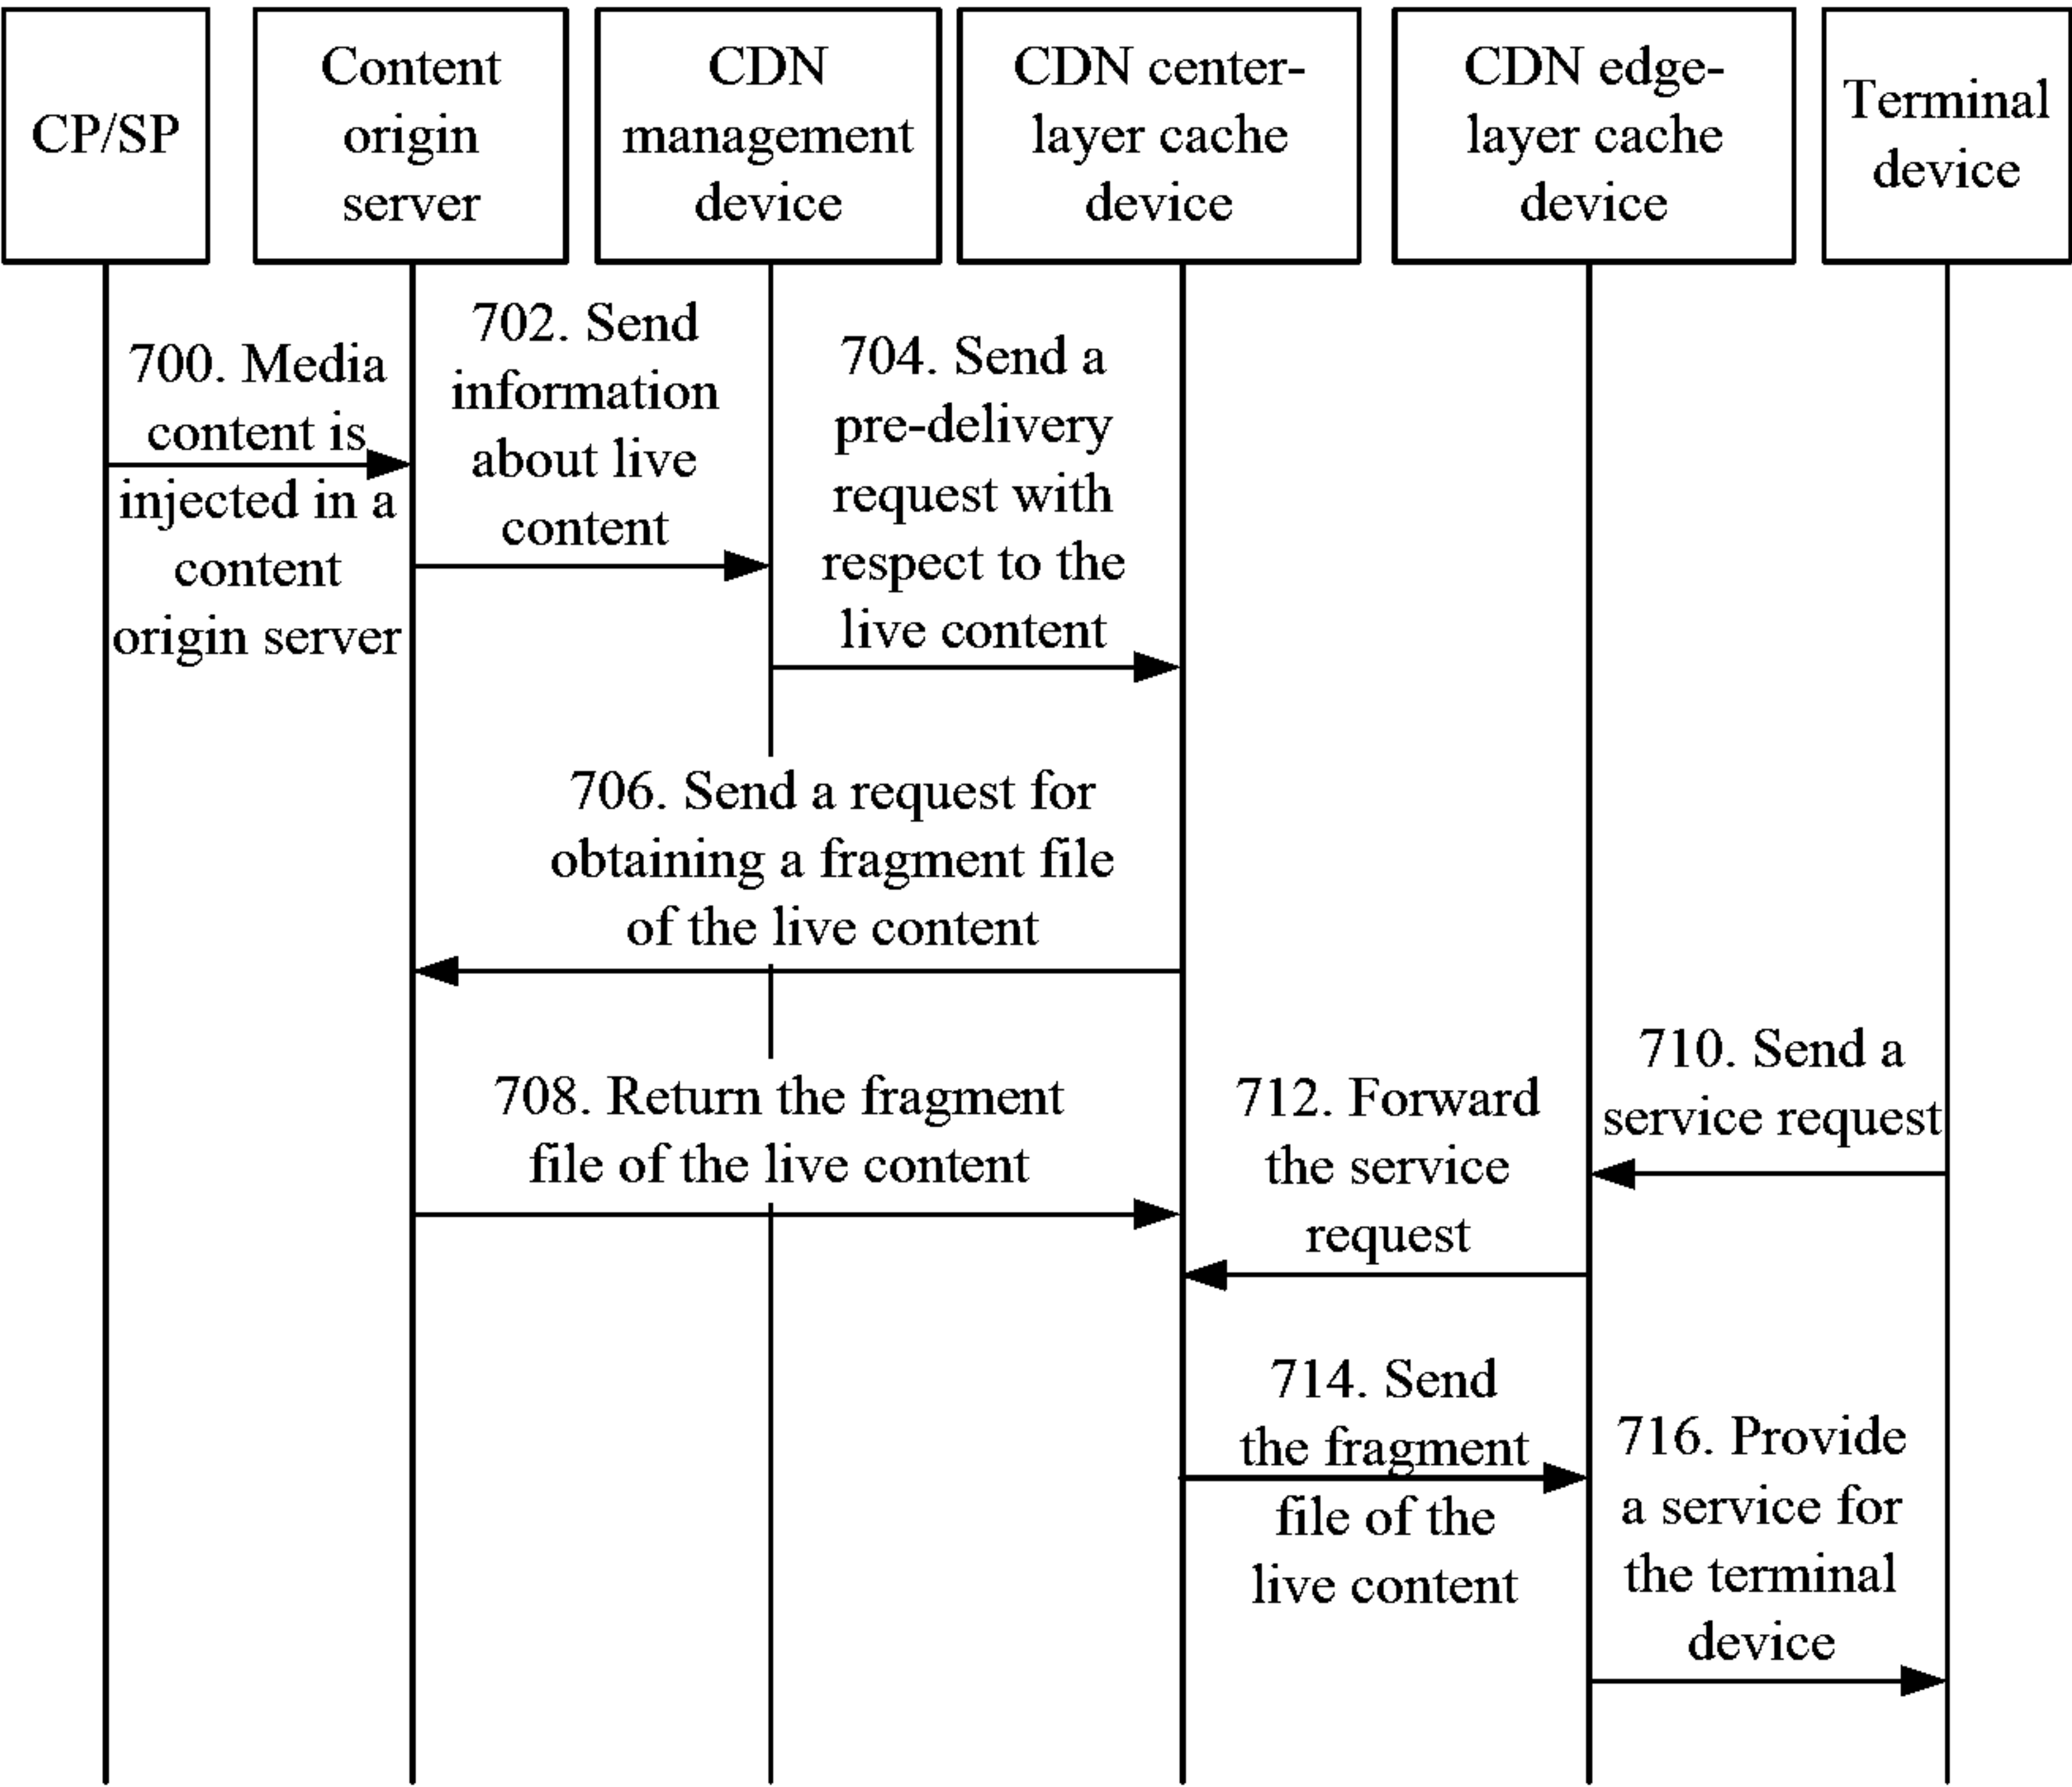 CP/SP
Content
origin
server
CDN
management
device
CDN center-
layer cache
device
CDN edge-
layer cache
device
Terminal
device
700. Media
content is
injected in a
content
origin server
702. Send
information
about live
content
704. Send a
pre-delivery
request with
respect to the
live content
706. Send a request for
obtaining a fragment file
of the live content
708. Return the fragment
file of the live content
710. Send a
service request
712. Forward
the service
request
714. Send
the fragment
file of the
live content
716. Provide
a service for
the terminal
device